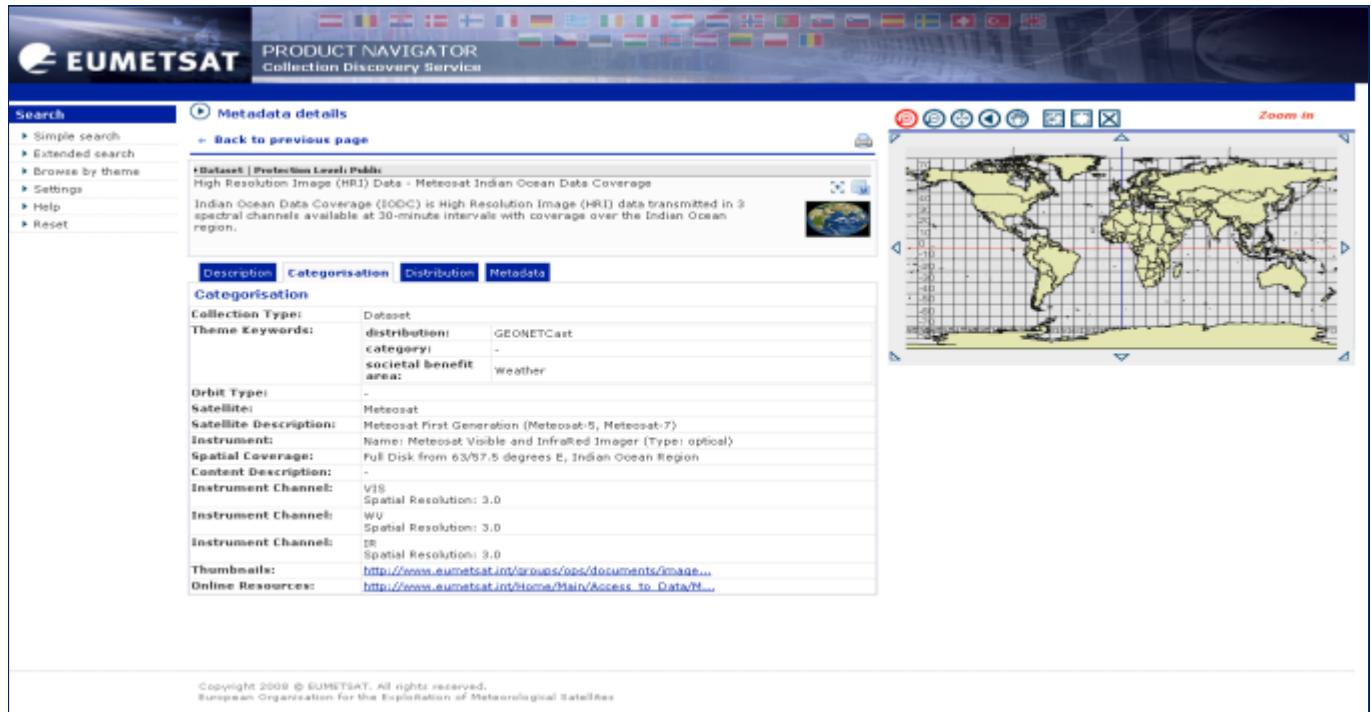 EUMETSAT
PRODUCT NAVIGATOR
Collection Discovery Service
Search
Simple search
Extended search
Browse by theme
Settings
Help
Reset
Metadata details
← Back to previous page
Dataset | Protection Level: Public
High Resolution Image (HRI) Data - Meteosat Indian Ocean Data Coverage
Indian Ocean Data Coverage (IODC) is High Resolution Image (HRI) data transmitted in 3
spectral channels available at 30-minute intervals with coverage over the Indian Ocean
region.
Description Categorisation Distribution Metadata
Categorisation
Collection Type: Dataset
Theme Keywords: distribution: GEONETCast
category: -
societal benefit area: Weather
Orbit Type: -
Satellite: Meteosat
Satellite Description: Meteosat First Generation (Meteosat-5, Meteosat-7)
Instrument: Name: Meteosat Visible and InfraRed Imager (Type: optical)
Spatial Coverage: Full Disk from 63/57.5 degrees E, Indian Ocean Region
Content Description: -
Instrument Channel: VIS
Spatial Resolution: 3.0
Instrument Channel: WV
Spatial Resolution: 3.0
Instrument Channel: IR
Spatial Resolution: 3.0
Thumbnails: http://www.eumetsat.int/groups/ops/documents/image...
Online Resources: http://www.eumetsat.int/Home/Main/Access_to_Data/M...
Zoom in
Copyright 2008 © EUMETSAT. All rights reserved.
European Organisation for the Exploitation of Meteorological Satellites